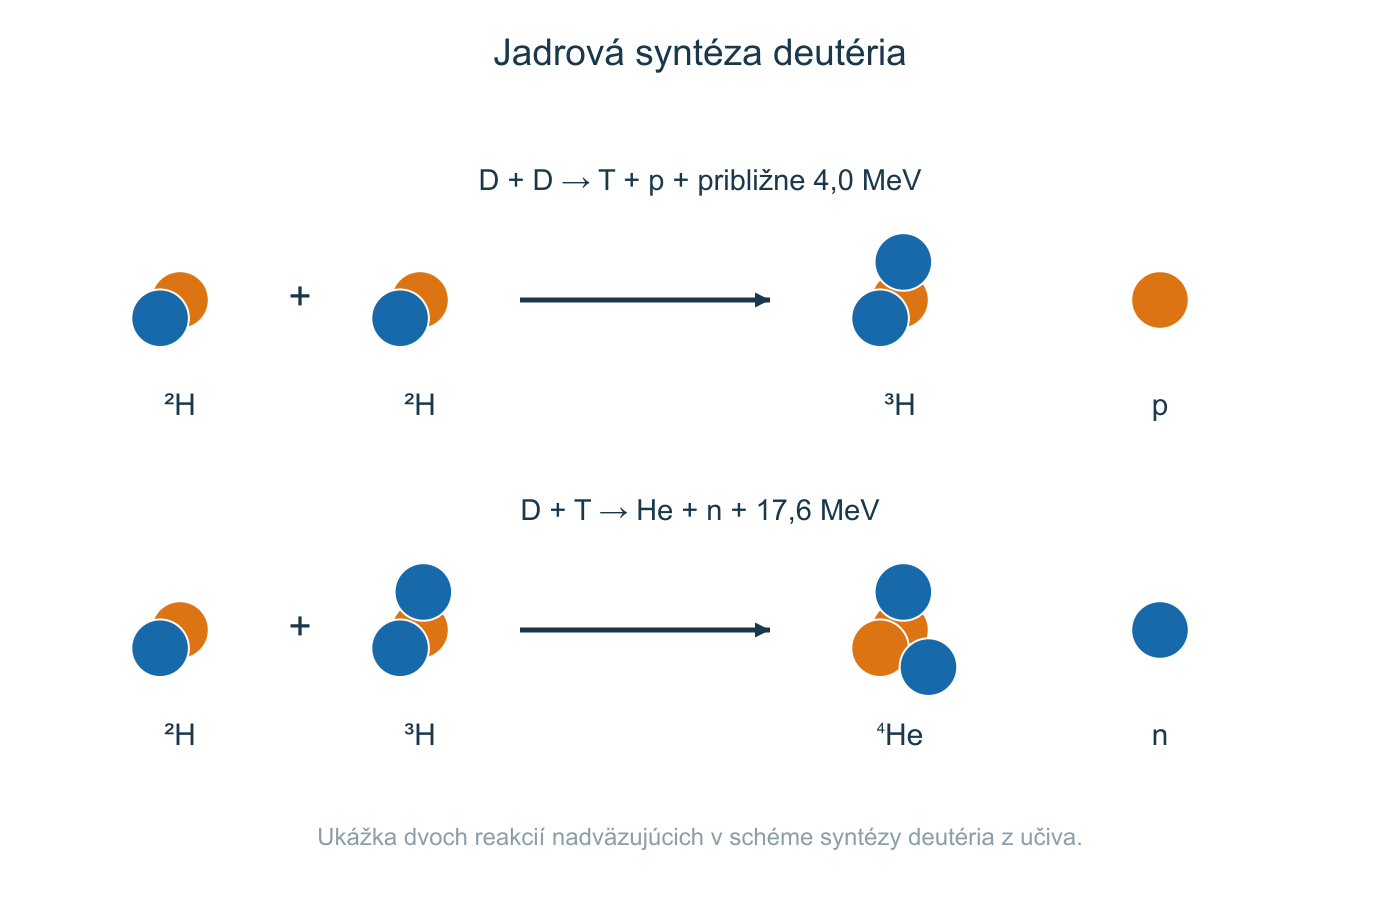 Jadrová syntéza deutéria
D + D → T + p + približne 4,0 MeV
+
²H ²H ³H p
D + T → He + n + 17,6 MeV
+
²H ³H ⁴He n
Ukážka dvoch reakcií nadväzujúcich v schéme syntézy deutéria z učiva.